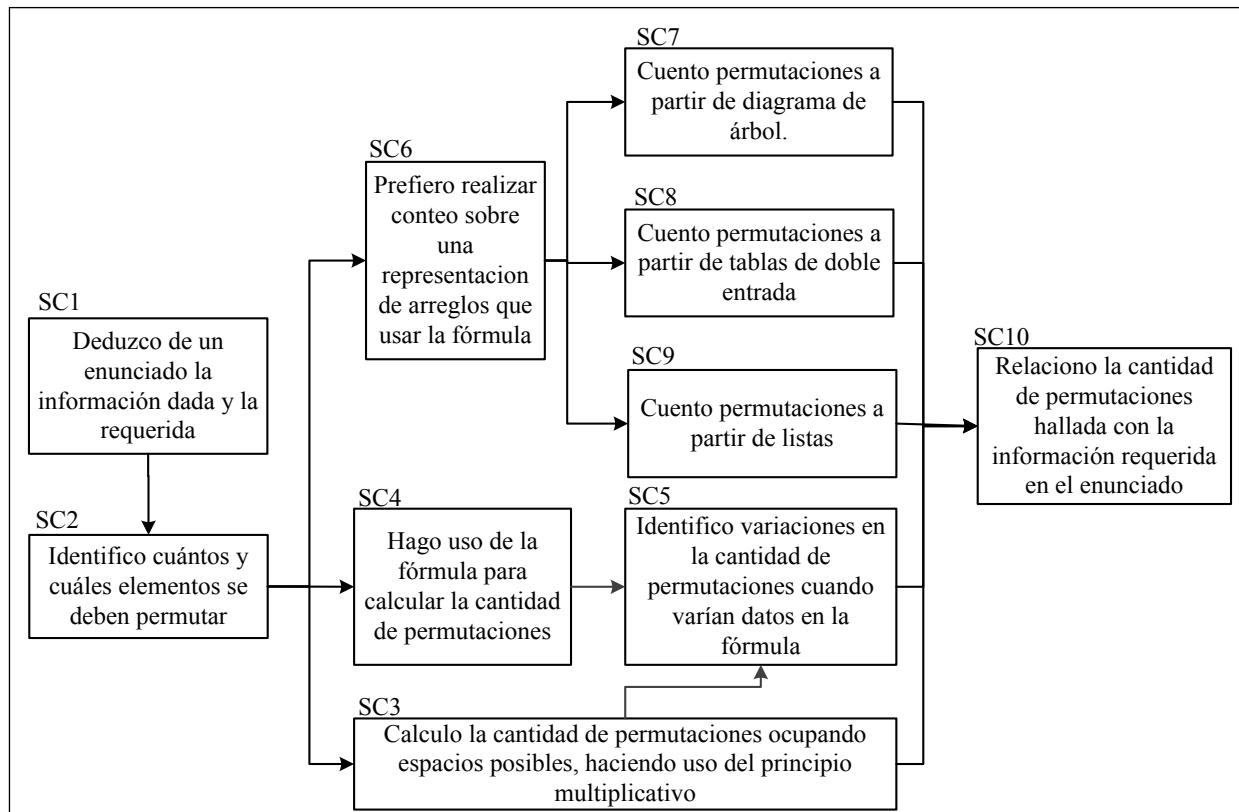 SC7
Cuento permutaciones a
partir de diagrama de
árbol.
SC6
Prefiero realizar
conteo sobre
una
representacion
de arreglos que
usar la fórmula
SC8
Cuento permutaciones a
partir de tablas de doble
entrada
SC1
Deduzco de un
enunciado la
información dada y la
requerida
SC9
Cuento permutaciones a
partir de listas
SC10
Relaciono la cantidad
de permutaciones
hallada con la
información requerida
en el enunciado
SC2
Identifico cuántos y
cuáles elementos se
deben permutar
SC4
Hago uso de la
fórmula para
calcular la cantidad
de permutaciones
SC5
Identifico variaciones en
la cantidad de
permutaciones cuando
varían datos en la
fórmula
SC3
Calculo la cantidad de permutaciones ocupando
espacios posibles, haciendo uso del principio
multiplicativo